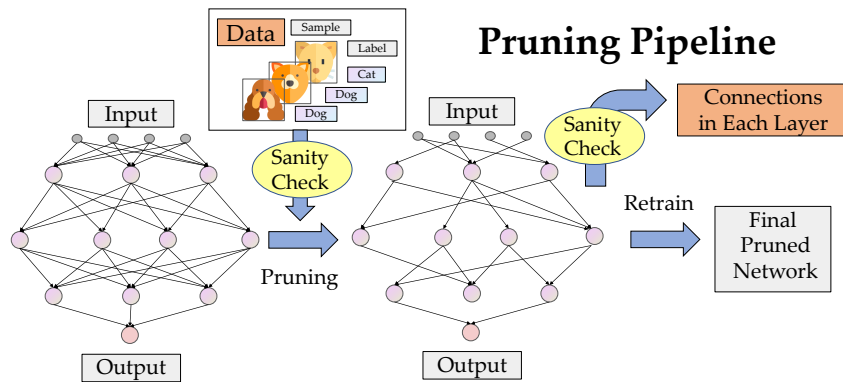 Pruning Pipeline
Data
Sample
Label
Cat
Dog
Dog
Input
Sanity
Check
Pruning
Output
Input
Sanity
Check
Connections
in Each Layer
Retrain
Final
Pruned
Network
Output